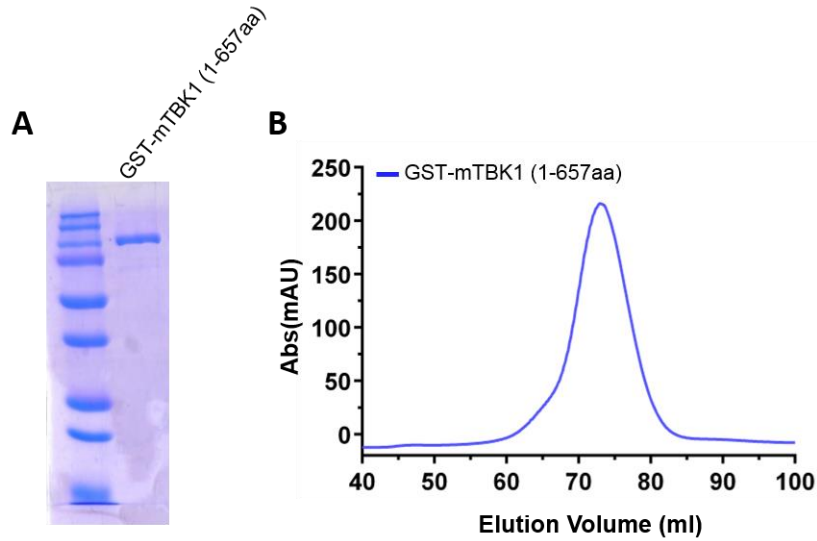 A
GST-mTBK1 (1-657aa)
B
GST-mTBK1 (1-657aa)
250
200
150
100
50
0
Abs(mAU)
40 50 60 70 80 90 100
Elution Volume (ml)